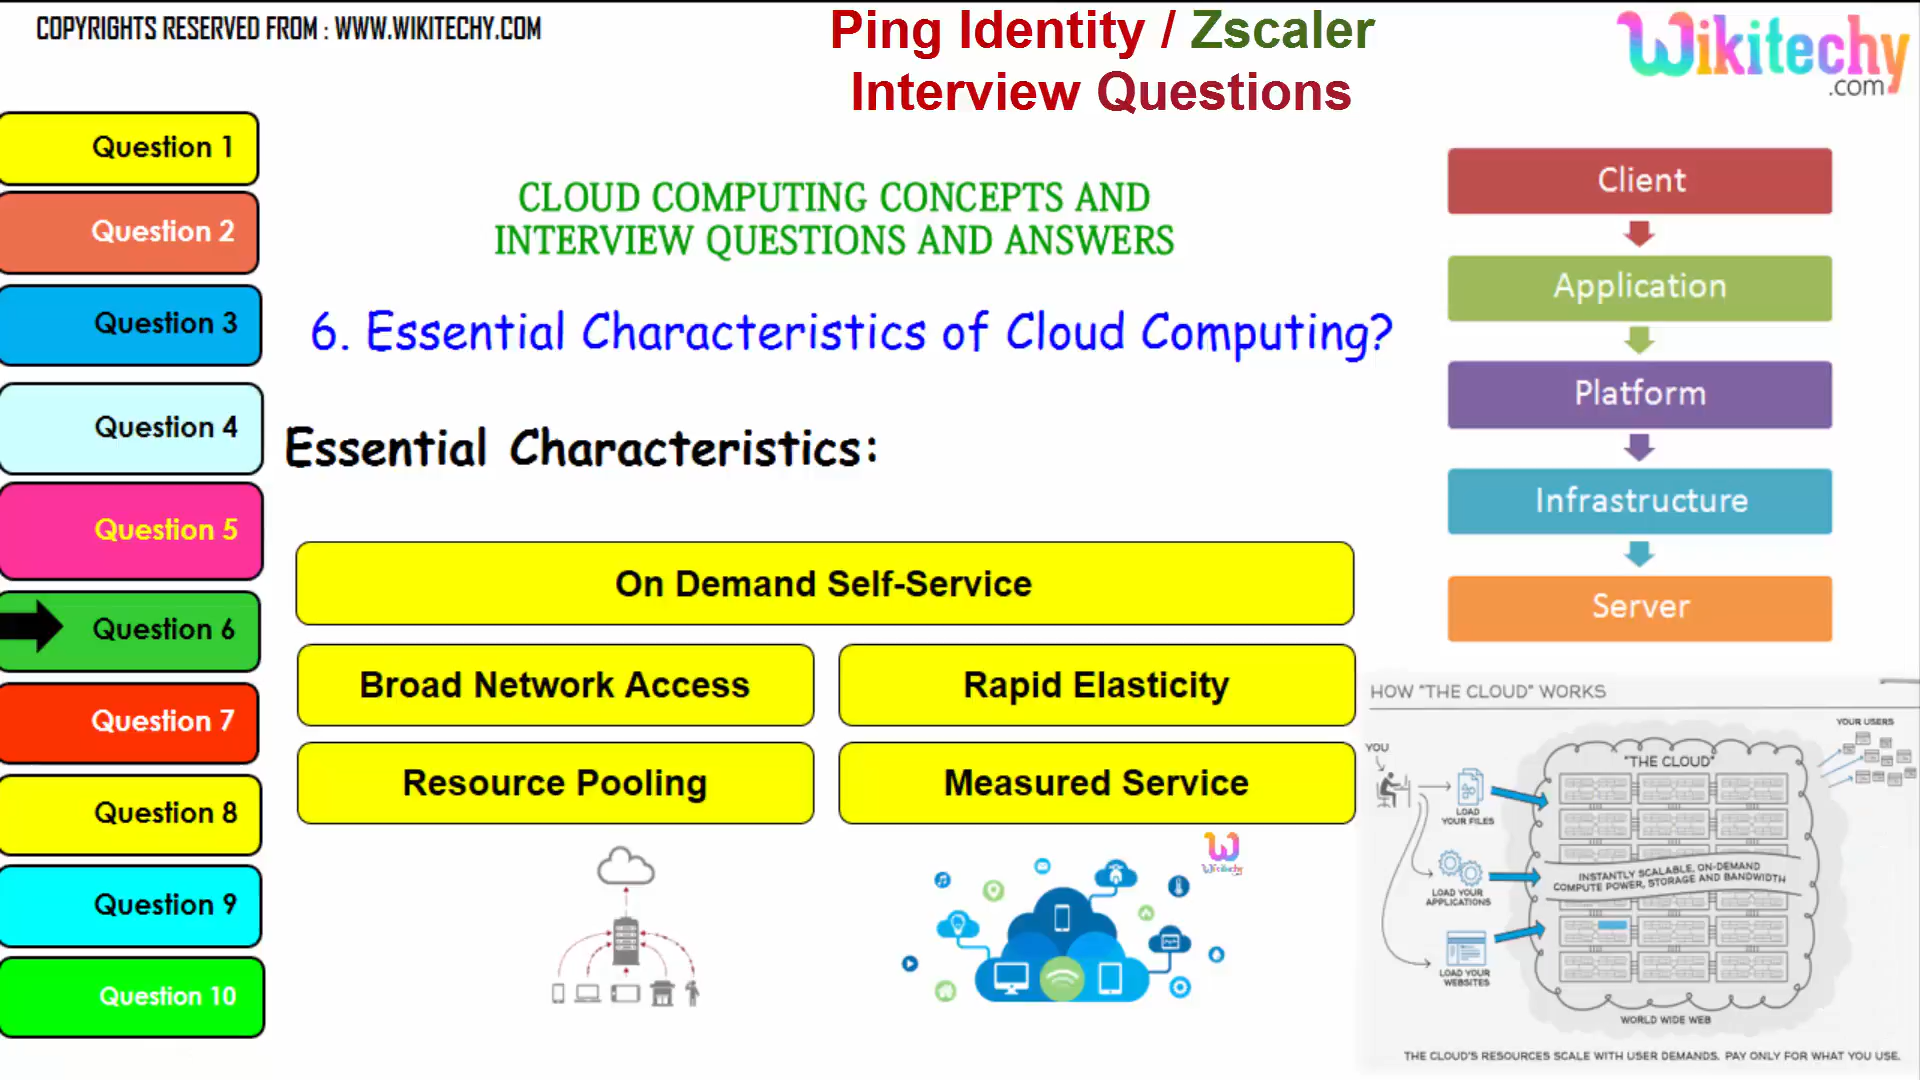 COPYRIGHTS RESERVED FROM : WWW.WIKITECHY.COM
Ping Identity / Zscaler
Interview Questions
Wikitechy
.com
Question 1
Question 2
Question 3
Question 4
Question 5
Question 6
Question 7
Question 8
Question 9
Question 10
CLOUD COMPUTING CONCEPTS AND
INTERVIEW QUESTIONS AND ANSWERS
6. Essential Characteristics of Cloud Computing?
Essential Characteristics:
On Demand Self-Service
Broad Network Access
Rapid Elasticity
Resource Pooling
Measured Service
Wikitechy
Client
Application
Platform
Infrastructure
Server
HOW "THE CLOUD" WORKS
YOUR USERS
YOU
"THE CLOUD"
LOAD
YOUR FILES
INSTANTLY SCALABLE, ON-DEMAND
COMPUTE POWER, STORAGE AND BANDWIDTH
LOAD YOUR
APPLICATIONS
LOAD YOUR
WEBSITES
WORLD WIDE WEB
THE CLOUD'S RESOURCES SCALE WITH USER DEMANDS. PAY ONLY FOR WHAT YOU USE.